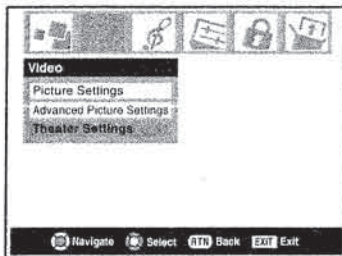 Video
Picture Settings
Advanced Picture Settings
Theater Settings
Navigate Select RTN Back EXIT Exit